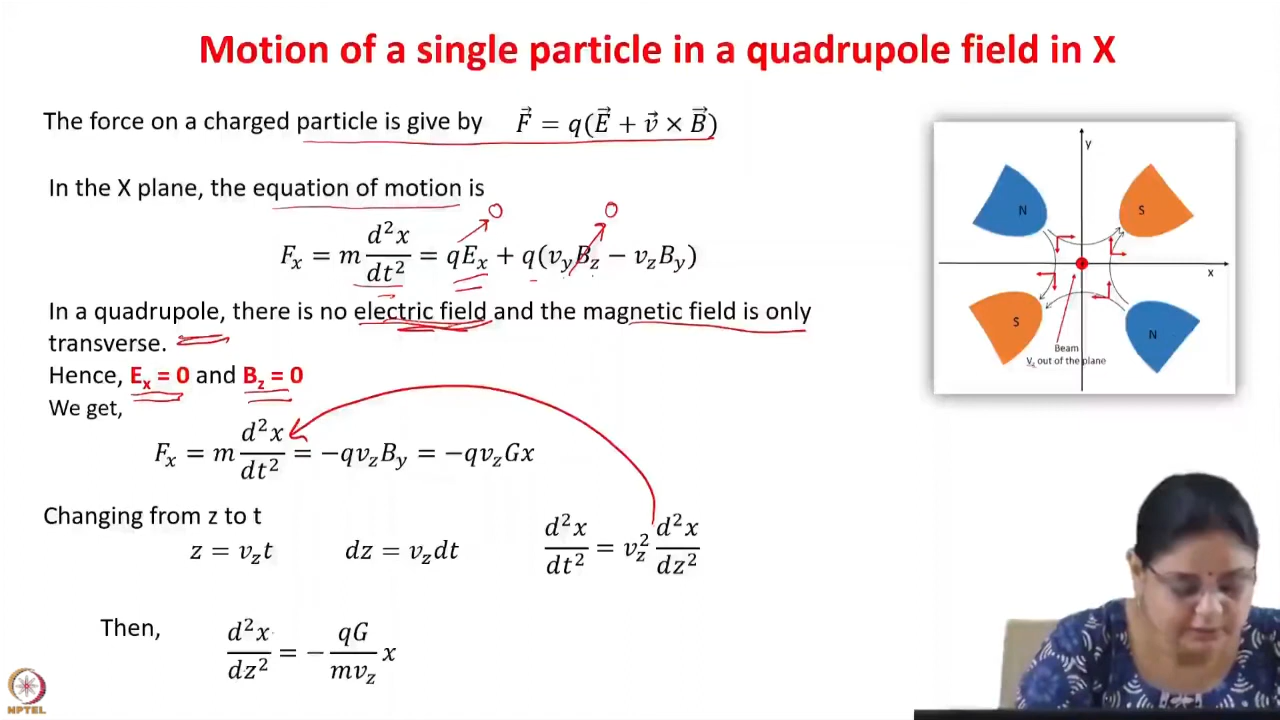 Motion of a single particle in a quadrupole field in X
The force on a charged particle is give by F⃗ = q(E⃗ + v⃗ × B⃗)
In the X plane, the equation of motion is
0 0
Fₓ = m d²x/dt² = qEₓ + q(v_yB_z − v_zB_y)
In a quadrupole, there is no electric field and the magnetic field is only
transverse.
Hence, Eₓ = 0 and B_z = 0
We get,
Fₓ = m d²x/dt² = −qv_zB_y = −qv_zGx
Changing from z to t
z = v_zt dz = v_zdt d²x/dt² = v_z² d²x/dz²
Then, d²x/dz² = − qG/mv_z x
y
N S
x
S N
Beam
V_z out of the plane
NPTEL